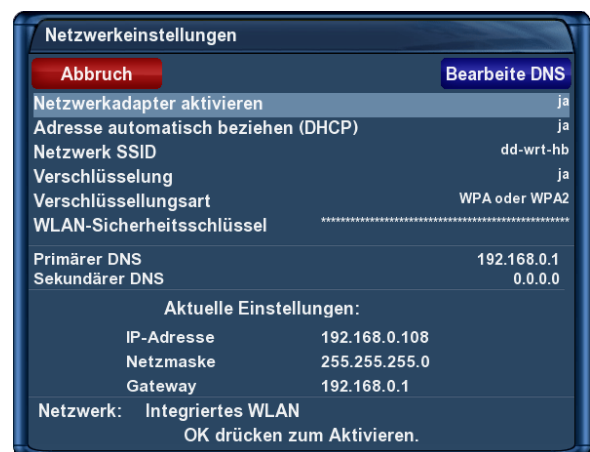 Netzwerkeinstellungen
Abbruch Bearbeite DNS
Netzwerkadapter aktivieren ja
Adresse automatisch beziehen (DHCP) ja
Netzwerk SSID dd-wrt-hb
Verschlüsselung ja
Verschlüssellungsart WPA oder WPA2
WLAN-Sicherheitsschlüssel ****************************************************
Primärer DNS 192.168.0.1
Sekundärer DNS 0.0.0.0
Aktuelle Einstellungen:
IP-Adresse 192.168.0.108
Netzmaske 255.255.255.0
Gateway 192.168.0.1
Netzwerk: Integriertes WLAN
OK drücken zum Aktivieren.